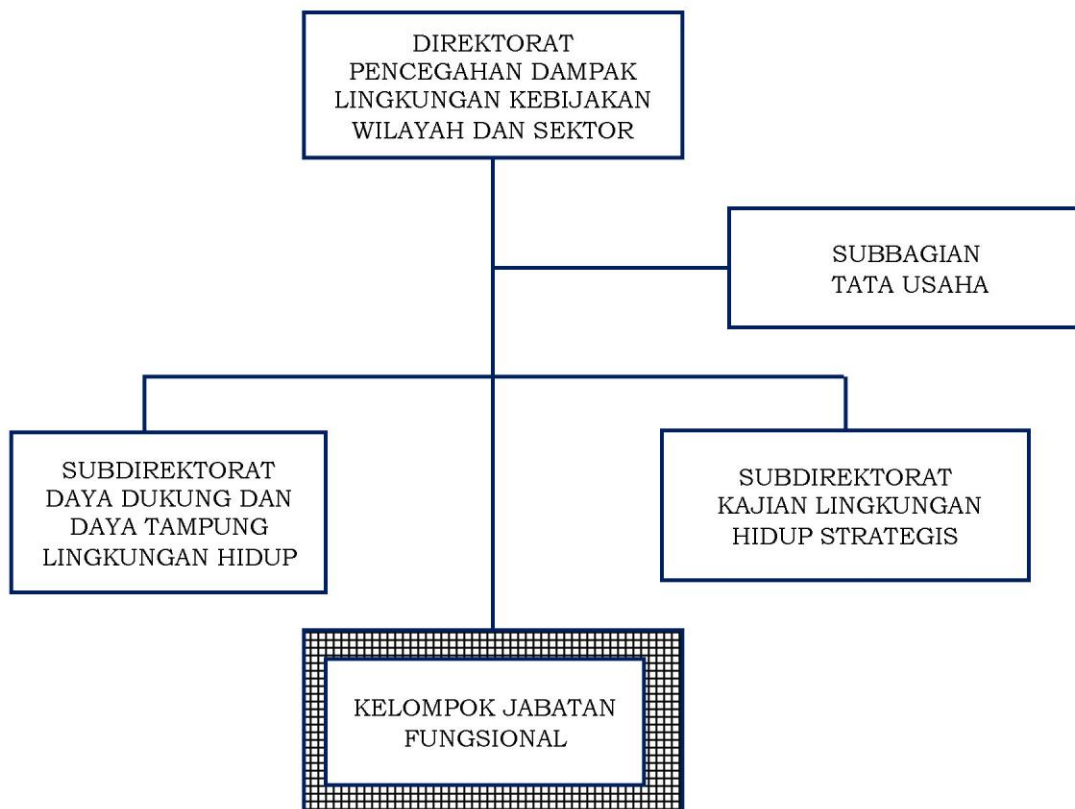 DIREKTORAT
PENCEGAHAN DAMPAK
LINGKUNGAN KEBIJAKAN
WILAYAH DAN SEKTOR
SUBBAGIAN
TATA USAHA
SUBDIREKTORAT
DAYA DUKUNG DAN
DAYA TAMPUNG
LINGKUNGAN HIDUP
SUBDIREKTORAT
KAJIAN LINGKUNGAN
HIDUP STRATEGIS
KELOMPOK JABATAN
FUNGSIONAL